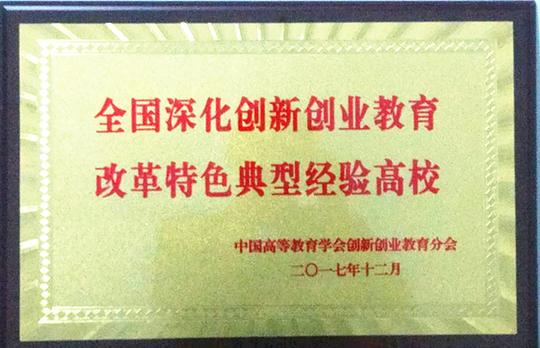 全国深化创新创业教育
改革特色典型经验高校
中国高等教育学会创新创业教育分会
二〇一七年十二月